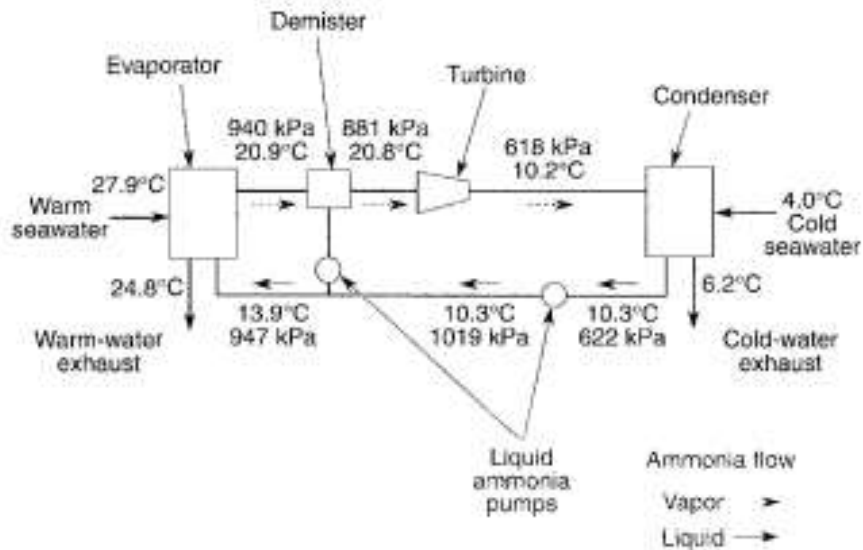 Demister
Evaporator
Turbine
Condenser
940 kPa
20.9°C
881 kPa
20.8°C
618 kPa
10.2°C
27.9°C
Warm
seawater
4.0°C
Cold
seawater
24.8°C
13.9°C
947 kPa
10.3°C
1019 kPa
10.3°C
622 kPa
6.2°C
Warm-water
exhaust
Cold-water
exhaust
Liquid
ammonia
pumps
Ammonia flow
Vapor
Liquid